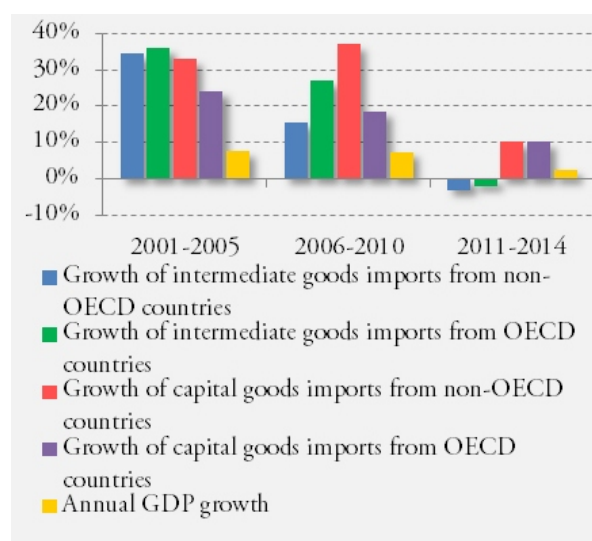 40%
30%
20%
10%
0%
-10%
2001-2005 2006-2010 2011-2014
Growth of intermediate goods imports from non-
OECD countries
Growth of intermediate goods imports from OECD
countries
Growth of capital goods imports from non-OECD
countries
Growth of capital goods imports from OECD
countries
Annual GDP growth